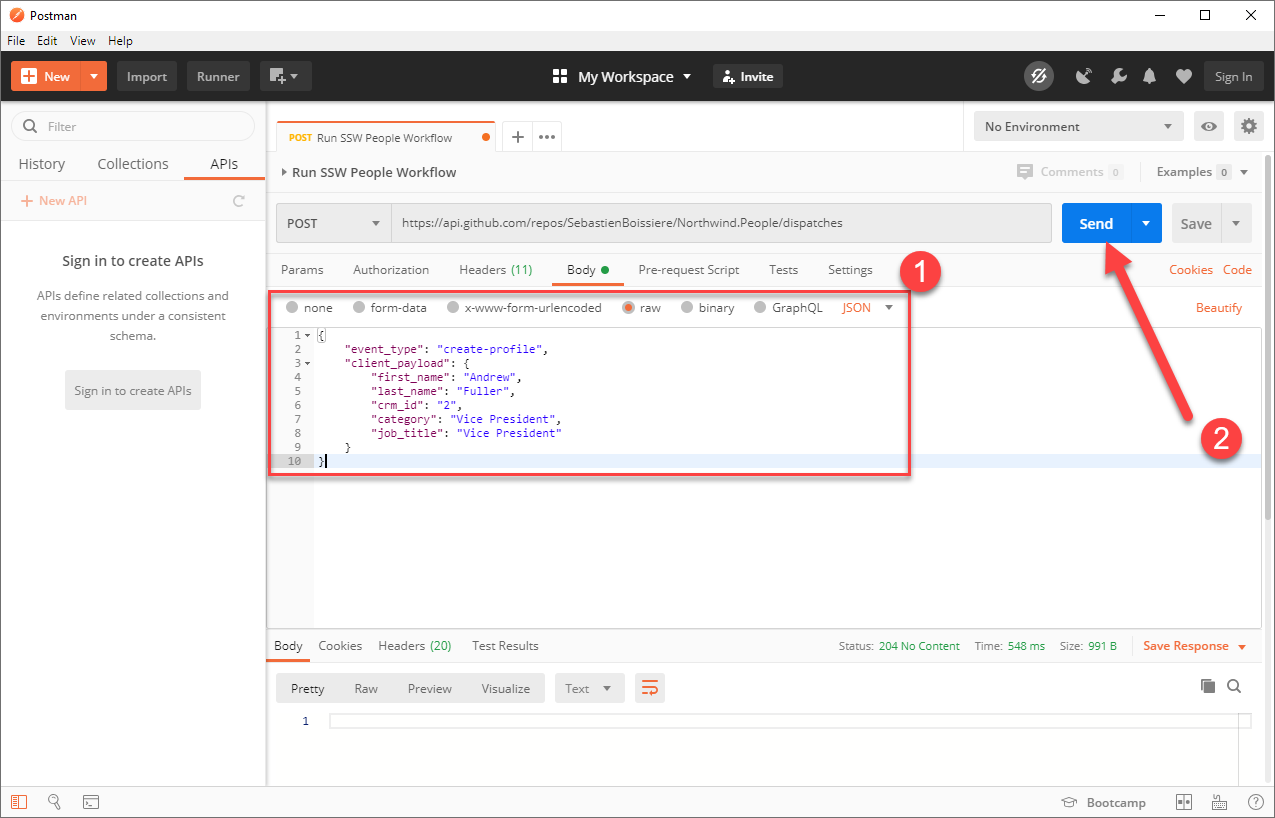 Postman
File Edit View Help
New Import Runner My Workspace Invite Sign In
Filter
History Collections APIs
+ New API
Sign in to create APIs
APIs define related collections and
environments under a consistent
schema.
Sign in to create APIs
POST Run SSW People Workflow + ••• No Environment
Run SSW People Workflow Comments 0 Examples 0
POST https://api.github.com/repos/SebastienBoissiere/Northwind.People/dispatches Send Save
Params Authorization Headers (11) Body Pre-request Script Tests Settings Cookies Code
1
none form-data x-www-form-urlencoded raw binary GraphQL JSON Beautify
1 {
2 "event_type": "create-profile",
3 "client_payload": {
4 "first_name": "Andrew",
5 "last_name": "Fuller",
6 "crm_id": "2",
7 "category": "Vice President",
8 "job_title": "Vice President"
9 }
10 }
2
Body Cookies Headers (20) Test Results Status: 204 No Content Time: 548 ms Size: 991 B Save Response
Pretty Raw Preview Visualize Text
1
Bootcamp ?